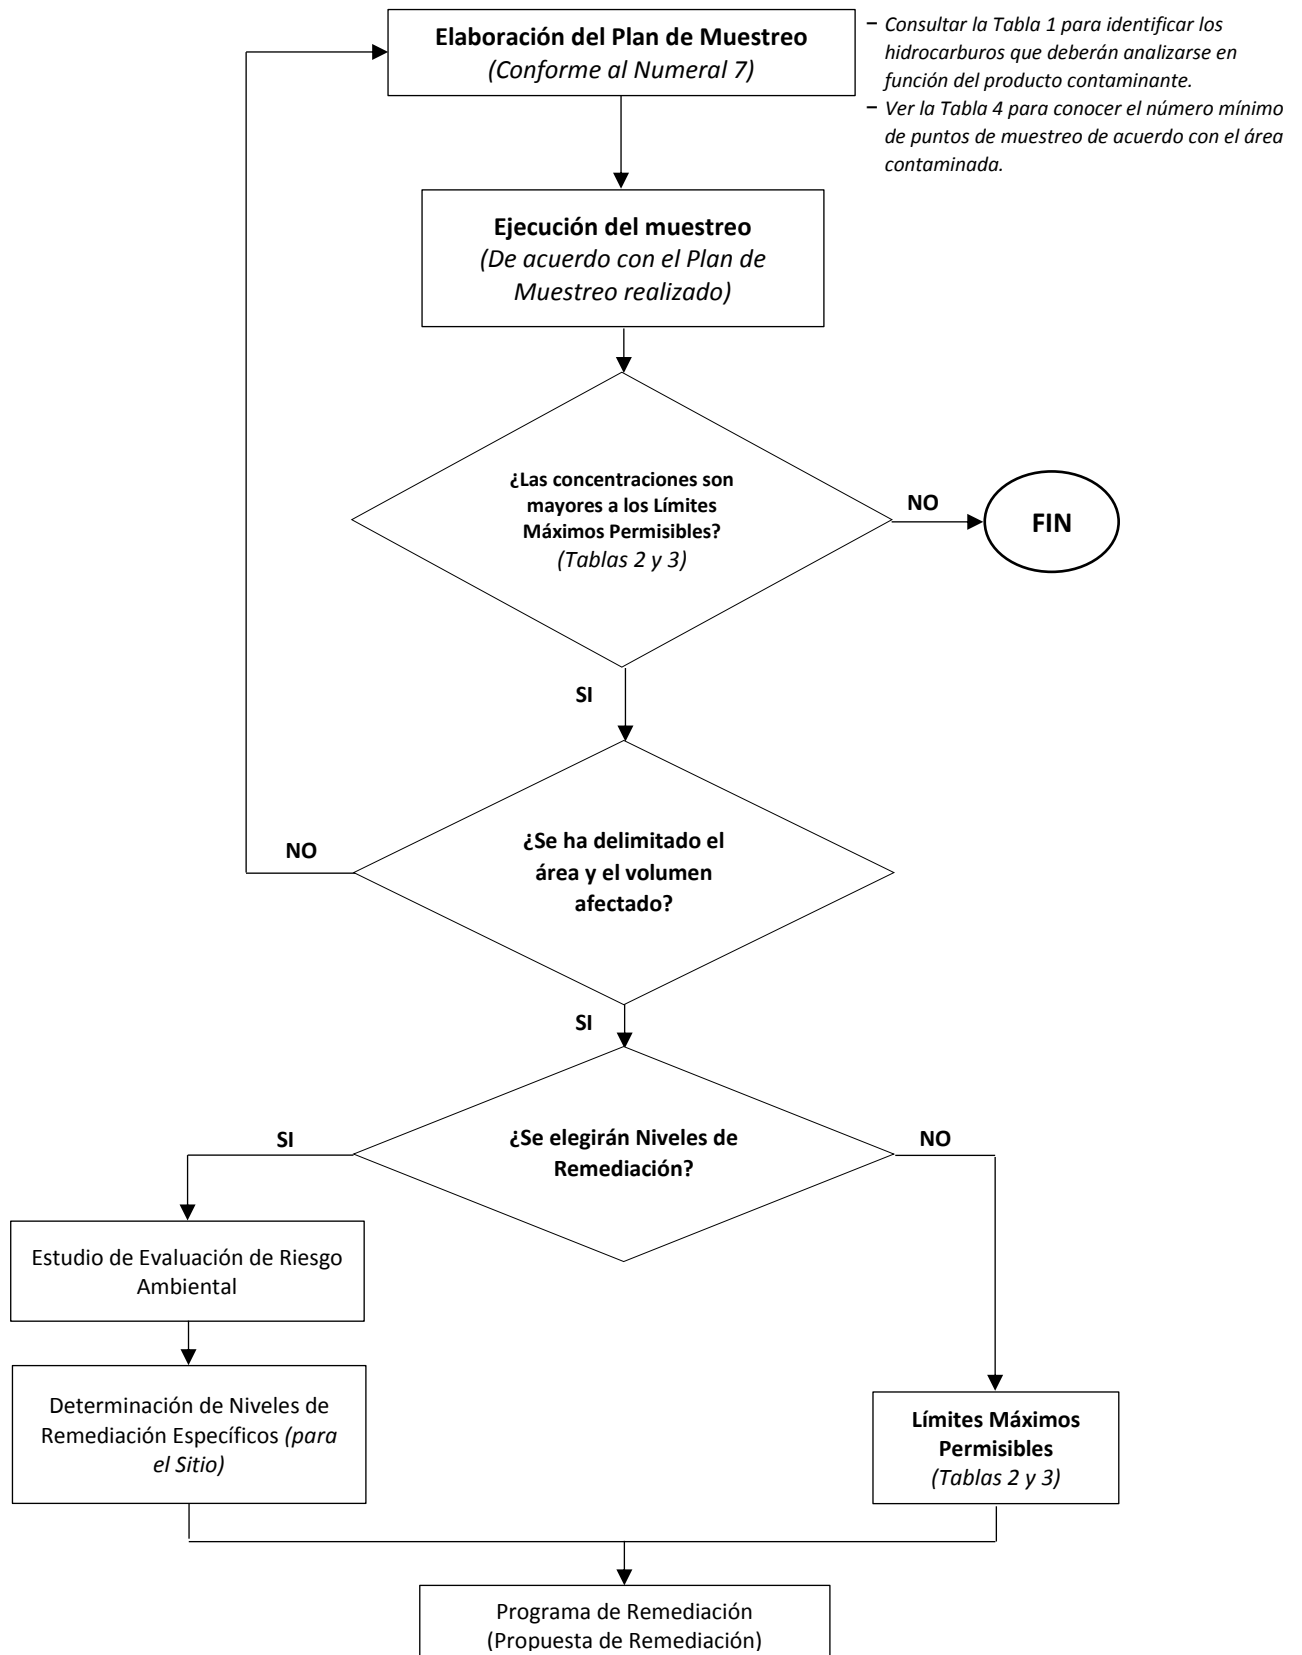 Elaboración del Plan de Muestreo
(Conforme al Numeral 7)
− Consultar la Tabla 1 para identificar los
hidrocarburos que deberán analizarse en
función del producto contaminante.
− Ver la Tabla 4 para conocer el número mínimo
de puntos de muestreo de acuerdo con el área
contaminada.
Ejecución del muestreo
(De acuerdo con el Plan de
Muestreo realizado)
¿Las concentraciones son
mayores a los Límites
Máximos Permisibles?
(Tablas 2 y 3)
NO
FIN
SI
¿Se ha delimitado el
área y el volumen
afectado?
NO
SI
¿Se elegirán Niveles de
Remediación?
SI
NO
Estudio de Evaluación de Riesgo
Ambiental
Determinación de Niveles de
Remediación Específicos (para
el Sitio)
Límites Máximos
Permisibles
(Tablas 2 y 3)
Programa de Remediación
(Propuesta de Remediación)